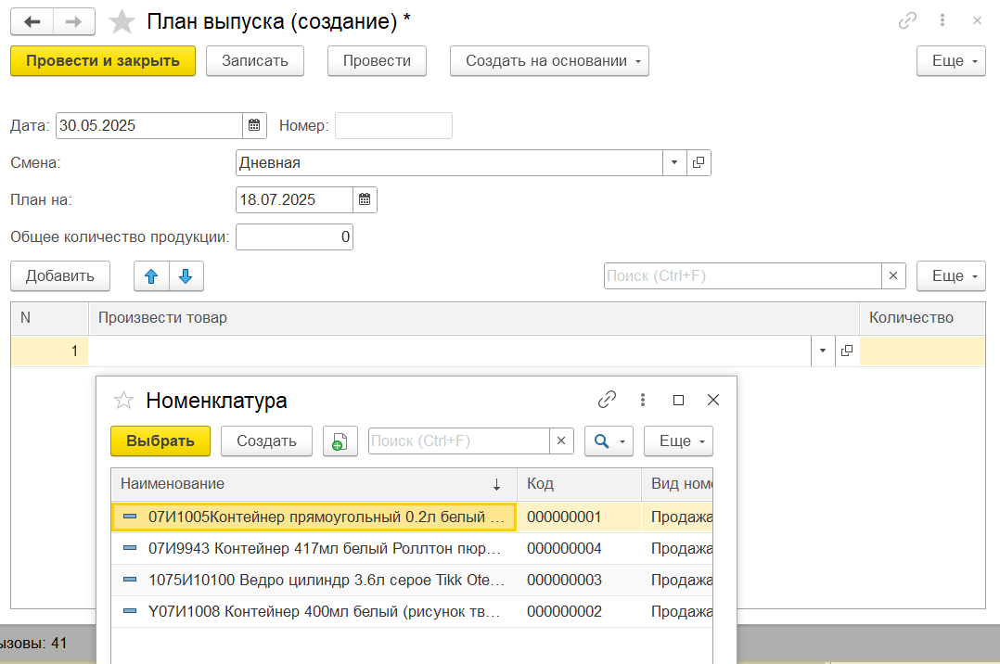 План выпуска (создание) *
Провести и закрыть Записать Провести Создать на основании Еще
Дата: 30.05.2025 Номер:
Смена: Дневная
План на: 18.07.2025
Общее количество продукции: 0
Добавить Поиск (Ctrl+F) Еще
N Произвести товар Количество
1
Номенклатура
Выбрать Создать Поиск (Ctrl+F) Еще
Наименование Код Вид ном
07И1005Контейнер прямоугольный 0.2л белый ... 000000001 Продажа
07И9943 Контейнер 417мл белый Роллтон пюр... 000000004 Продажа
1075И10100 Ведро цилиндр 3.6л серое Tikk Ote... 000000003 Продажа
Y07И1008 Контейнер 400мл белый (рисунок тв... 000000002 Продажа
ызовы: 41